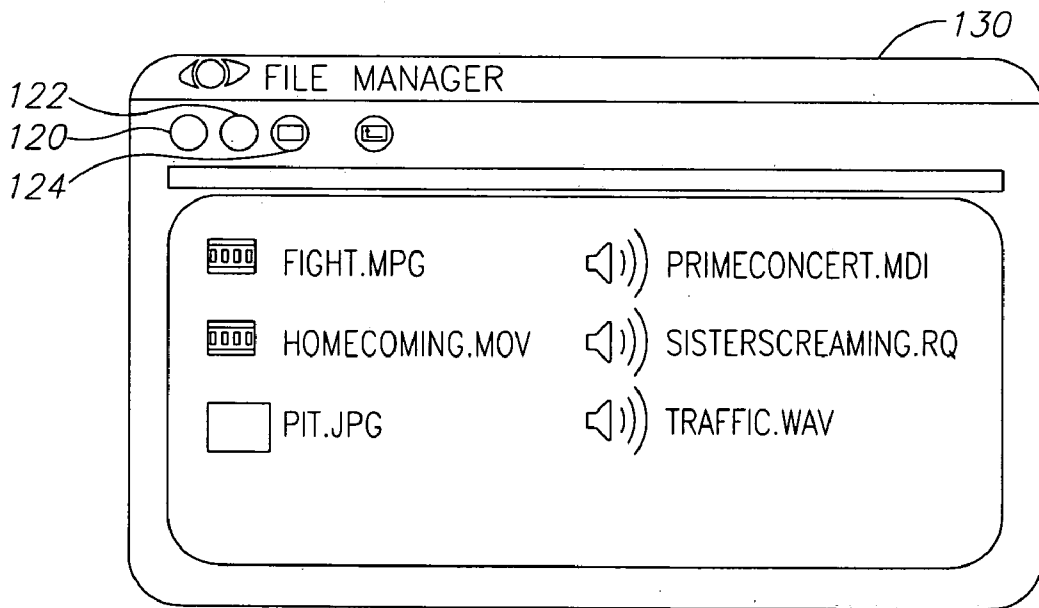 130
FILE MANAGER
122
120
124
FIGHT.MPG
PRIMECONCERT.MDI
HOMECOMING.MOV
SISTERSCREAMING.RQ
PIT.JPG
TRAFFIC.WAV